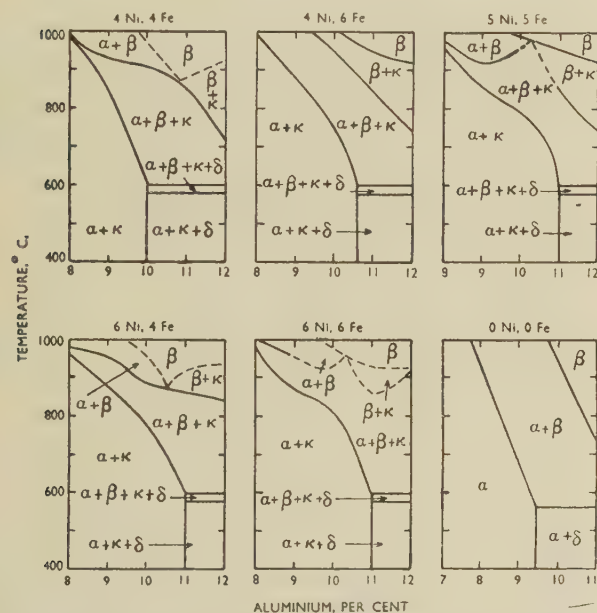 4 Ni, 4 Fe
4 Ni, 6 Fe
5 Ni, 5 Fe
TEMPERATURE, ° C.
1000
800
600
400
α+β
β
β
+
κ
α+β+κ
α+β+κ+δ
α+κ
α+κ+δ
8 9 10 11 12
β
β+κ
α+κ
α+β+κ
α+β+κ+δ
α+κ+δ
8 9 10 11 12
α+β
β
β+κ
α+β+κ
α+κ
α+β+κ+δ
α+κ+δ
8 9 10 11 12
6 Ni, 4 Fe
6 Ni, 6 Fe
0 Ni, 0 Fe
1000
800
600
400
β
β+κ
α+β
α+β+κ
α+κ
α+β+κ+δ
α+κ+δ
8 9 10 11 12
β
α+β
β+κ
α+κ
α+β+κ
α+β+κ+δ
α+κ+δ
8 9 10 11 12
β
α+β
α
α+δ
7 8 9 10 11
ALUMINIUM, PER CENT